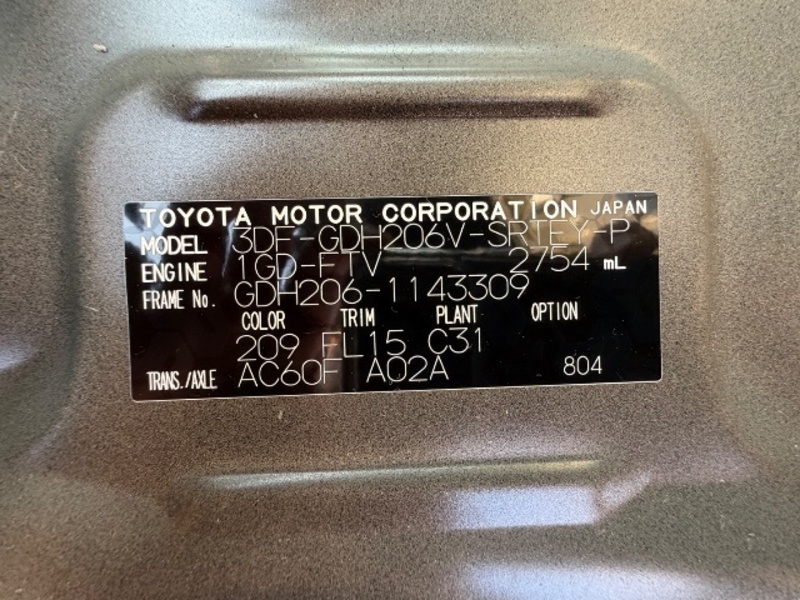 TOYOTA MOTOR CORPORATION JAPAN
MODEL 3DF-GDH206V-SRTEY-P
ENGINE 1GD-FTV 2754 mL
FRAME No. GDH206-1143309
COLOR TRIM PLANT OPTION
209 FL15 C31
TRANS./AXLE AC60F A02A 804